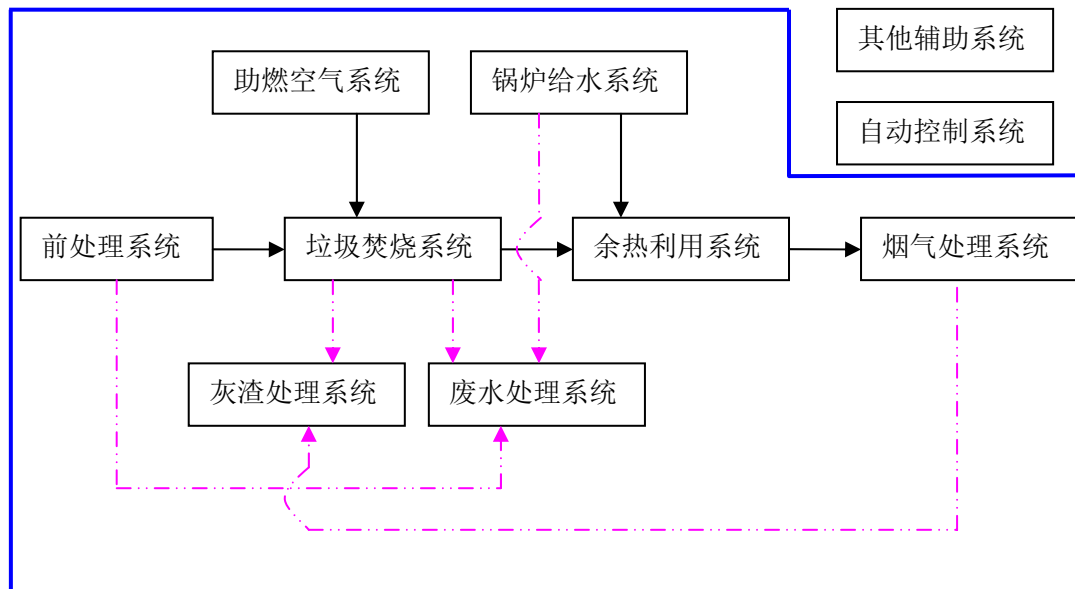 其他辅助系统
助燃空气系统
锅炉给水系统
自动控制系统
前处理系统
垃圾焚烧系统
余热利用系统
烟气处理系统
灰渣处理系统
废水处理系统